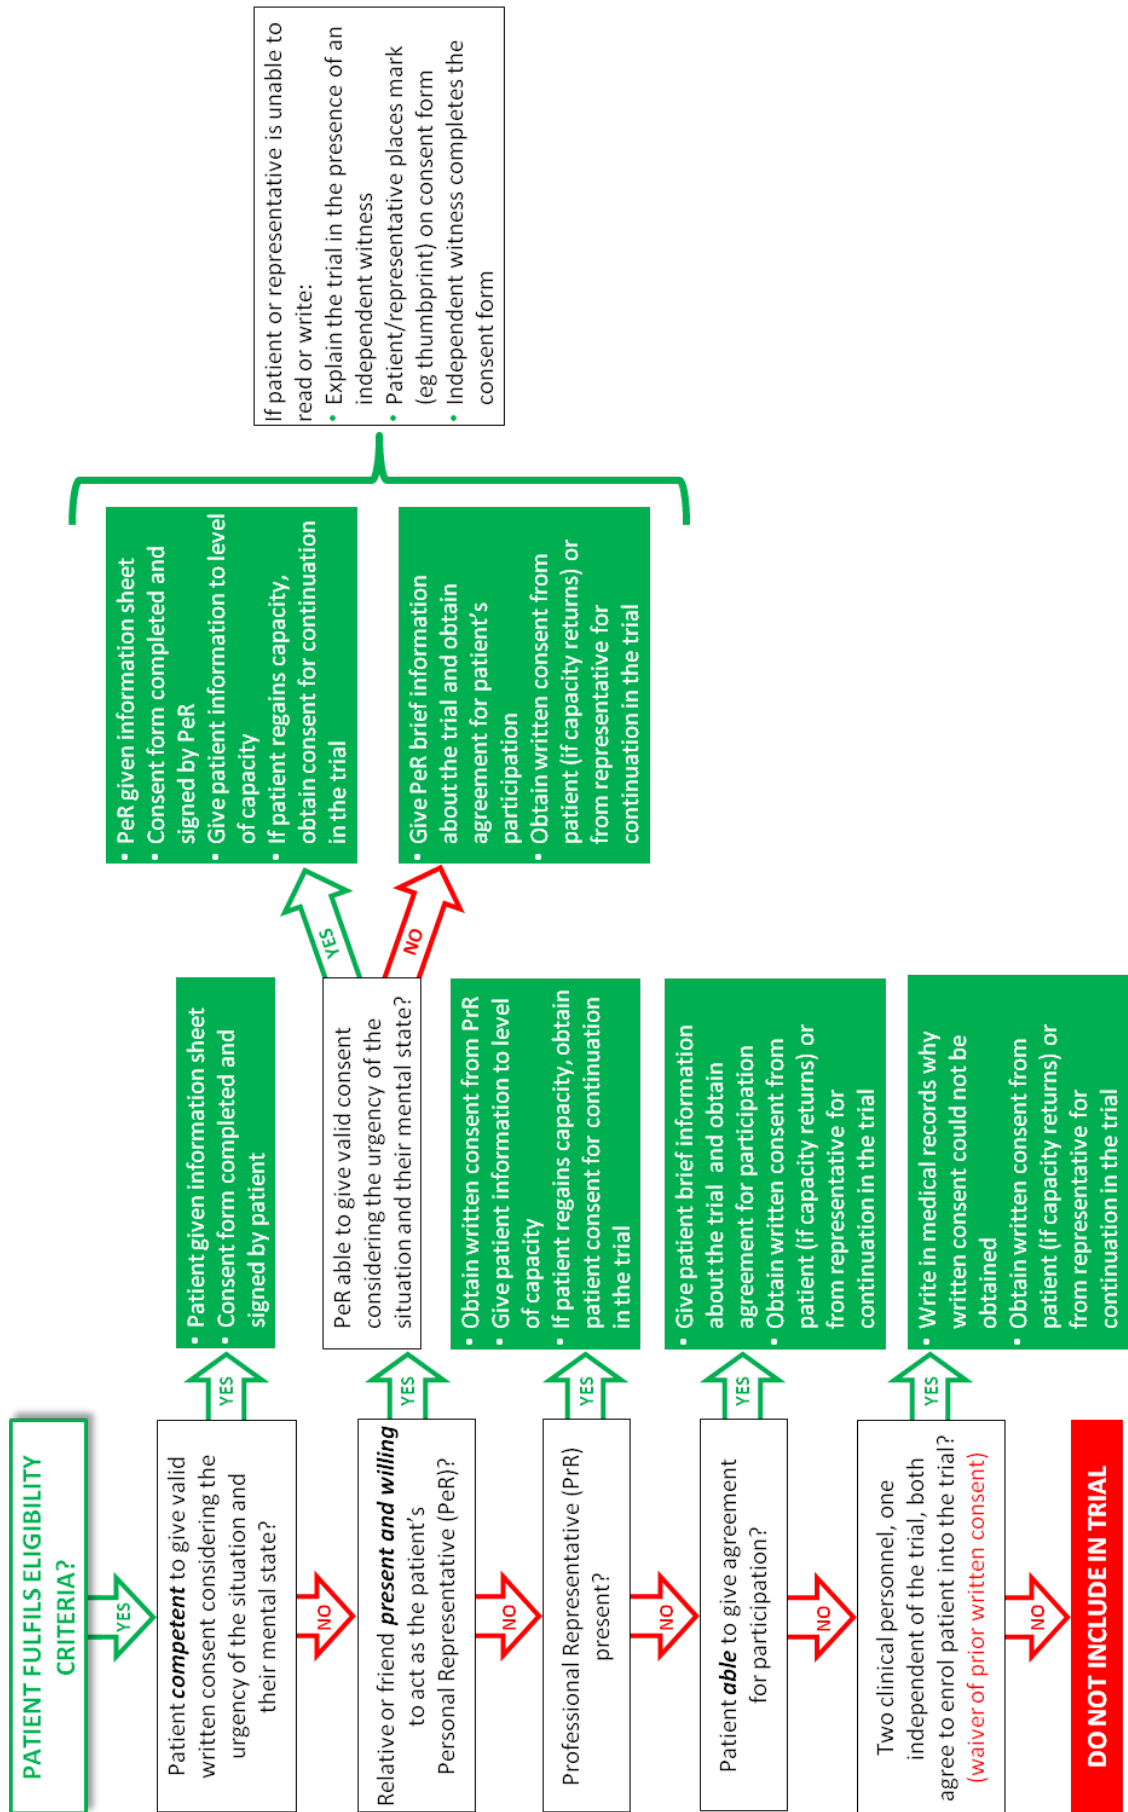 PATIENT FULFILS ELIGIBILITY
CRITERIA?
YES
Patient competent to give valid
written consent considering the
urgency of the situation and
their mental state?
YES
• Patient given information sheet
• Consent form completed and
signed by patient
NO
Relative or friend present and willing
to act as the patient's
Personal Representative (PeR)?
YES
PeR able to give valid consent
considering the urgency of the
situation and their mental state?
YES
• PeR given information sheet
• Consent form completed and
signed by PeR
• Give patient information to level
of capacity
• If patient regains capacity,
obtain consent for continuation
in the trial
NO
• Give PeR brief information
about the trial and obtain
agreement for patient's
participation
• Obtain written consent from
patient (if capacity returns) or
from representative for
continuation in the trial
If patient or representative is unable to
read or write:
• Explain the trial in the presence of an
independent witness
• Patient/representative places mark
(eg thumbprint) on consent form
• Independent witness completes the
consent form
NO
Professional Representative (PrR)
present?
YES
• Obtain written consent from PrR
• Give patient information to level
of capacity
• If patient regains capacity, obtain
patient consent for continuation
in the trial
NO
Patient able to give agreement
for participation?
YES
• Give patient brief information
about the trial and obtain
agreement for participation
• Obtain written consent from
patient (if capacity returns) or
from representative for
continuation in the trial
NO
Two clinical personnel, one
independent of the trial, both
agree to enrol patient into the trial?
(waiver of prior written consent)
YES
• Write in medical records why
written consent could not be
obtained
• Obtain written consent from
patient (if capacity returns) or
from representative for
continuation in the trial
NO
DO NOT INCLUDE IN TRIAL